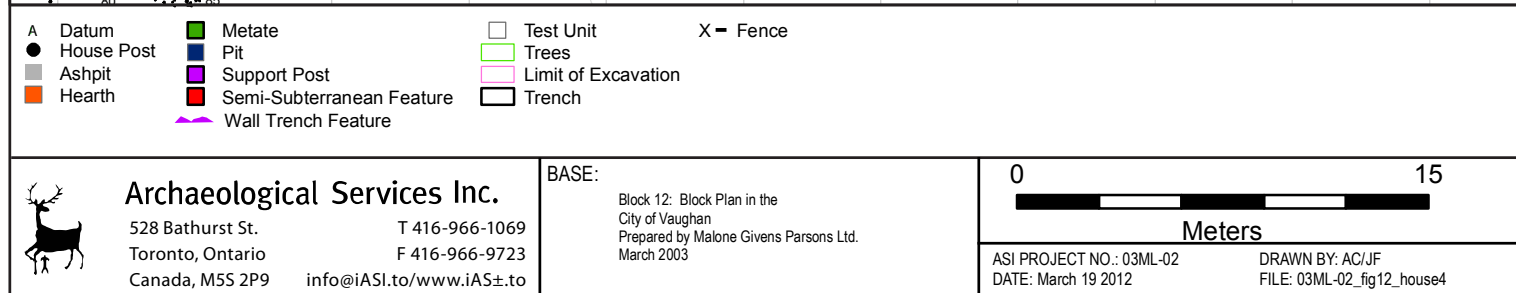 A Datum
House Post
Ashpit
Hearth
Metate
Pit
Support Post
Semi-Subterranean Feature
Wall Trench Feature
Test Unit
Trees
Limit of Excavation
Trench
X - Fence
Archaeological Services Inc.
528 Bathurst St. T 416-966-1069
Toronto, Ontario F 416-966-9723
Canada, M5S 2P9 info@iASI.to/www.iAS±.to
BASE:
Block 12: Block Plan in the
City of Vaughan
Prepared by Malone Givens Parsons Ltd.
March 2003
0 15
Meters
ASI PROJECT NO.: 03ML-02
DATE: March 19 2012
DRAWN BY: AC/JF
FILE: 03ML-02_fig12_house4